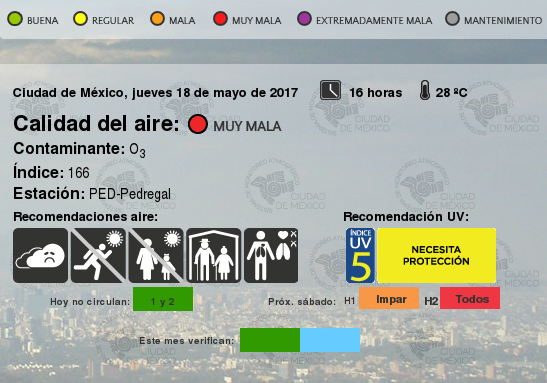 BUENA REGULAR MALA MUY MALA EXTREMADAMENTE MALA MANTENIMIENTO
Ciudad de México, jueves 18 de mayo de 2017 16 horas 28 ºC
Calidad del aire: MUY MALA
Contaminante: O3
Índice: 166
Estación: PED-Pedregal
Recomendaciones aire: Recomendación UV:
ÍNDICE
UV
5
NECESITA
PROTECCIÓN
Hoy no circulan: 1 y 2 Próx. sábado: H1 Impar H2 Todos
Este mes verifican:
CIUDAD
DE MÉXICO